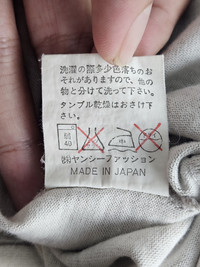 洗濯の際多少色落ちのお
それがありますので、他の
物と分けて洗って下さい。
タンブル乾燥はおさけ下
さい。
40 中
㈱ヤンシーファッション
MADE IN JAPAN